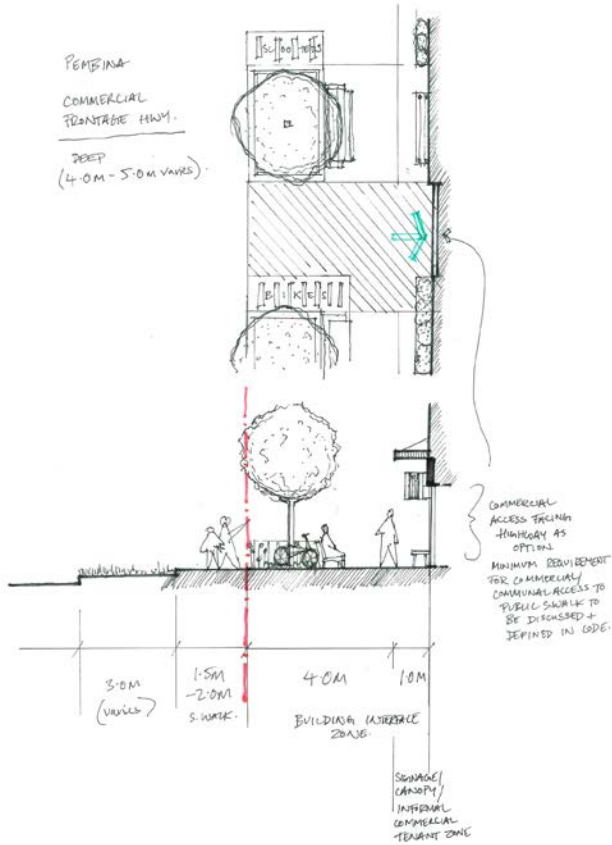 PEMBINA
COMMERCIAL
FRONTAGE HWY.
DEEP
(4.0M - 5.0M varies).
SCOOTERS
BIKES
COMMERCIAL
ACCESS FACING
HIGHWAY AS
OPTION.
MINIMUM REQUIREMENT
FOR COMMERCIAL/
COMMUNAL ACCESS TO
PUBLIC S.WALK TO
BE DISCUSSED +
DEFINED IN CODE.
3.0M
(varies)
1.5M
-2.0M
S.WALK.
4.0M
1.0M
BUILDING INTERFACE
ZONE.
SIGNAGE/
CANOPY/
INFORMAL
COMMERCIAL
TENANT ZONE